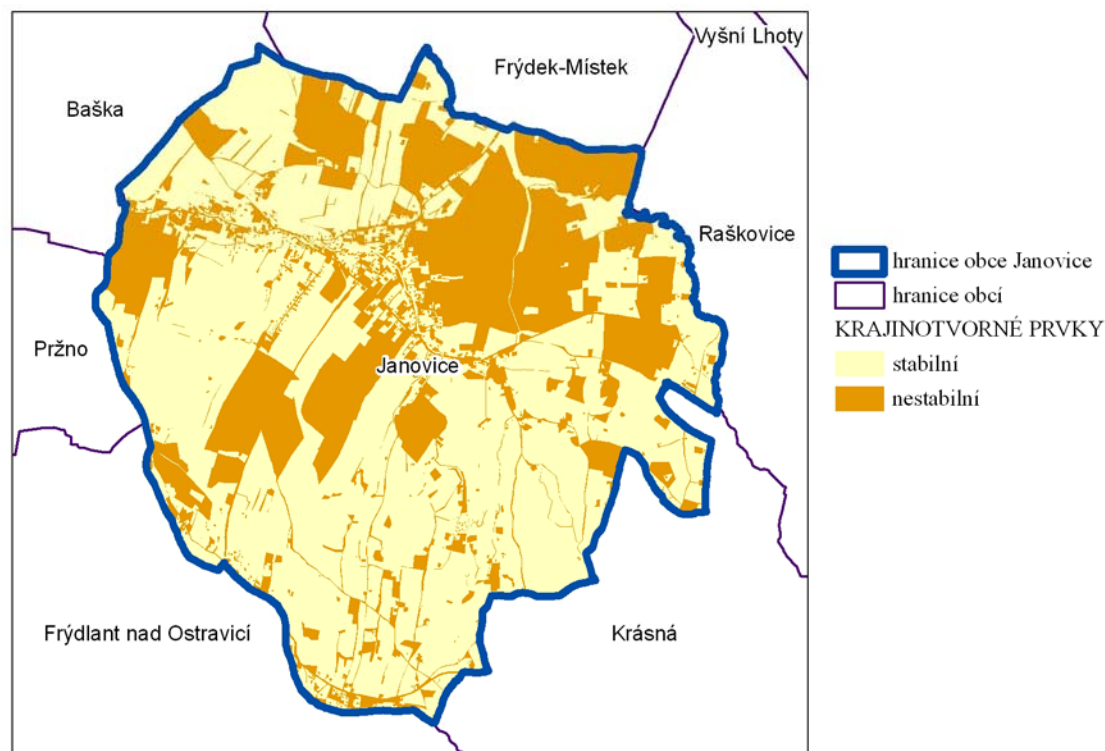 Vyšní Lhoty
Frýdek-Místek
Baška
Raškovice
Pržno
Janovice
Frýdlant nad Ostravicí
Krásná
hranice obce Janovice
hranice obcí
KRAJINOTVORNÉ PRVKY
stabilní
nestabilní